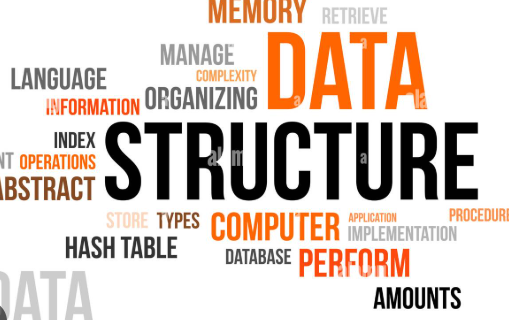 MEMORY
RETRIEVE
DATA
MANAGE
LANGUAGE
COMPLEXITY
INFORMATION
ORGANIZING
STRUCTURE
INDEX
NT
OPERATIONS
ABSTRACT
STORE
TYPES
COMPUTER
APPLICATION
PROCEDURE
IMPLEMENTATION
HASH TABLE
DATABASE
PERFORM
DATA
AMOUNTS